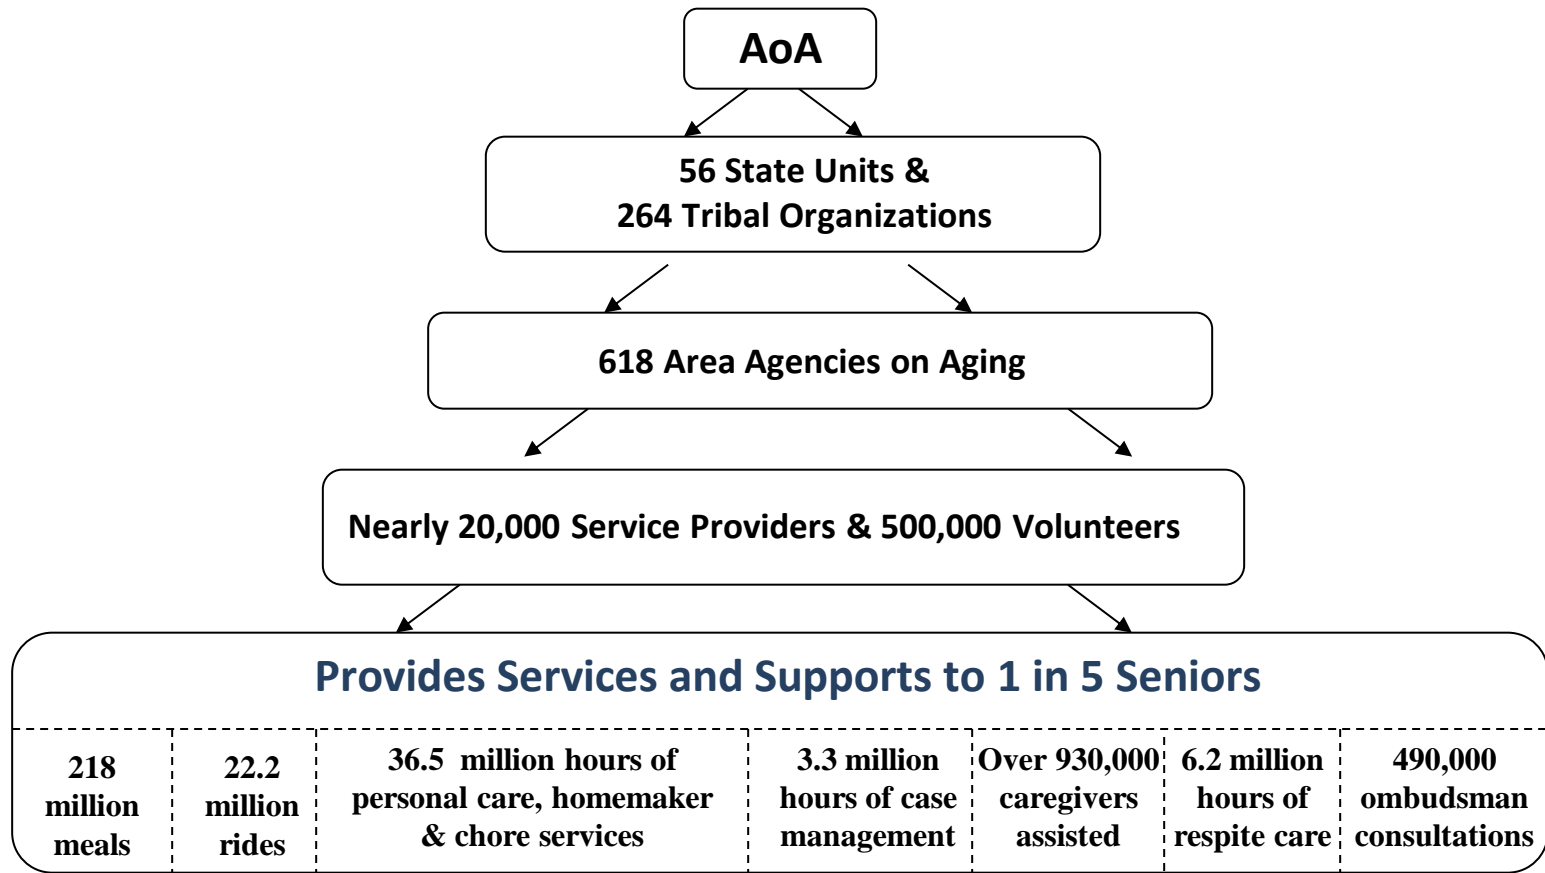 AoA
56 State Units &
264 Tribal Organizations
618 Area Agencies on Aging
Nearly 20,000 Service Providers & 500,000 Volunteers
Provides Services and Supports to 1 in 5 Seniors
218
million
meals
22.2
million
rides
36.5 million hours of
personal care, homemaker
& chore services
3.3 million
hours of case
management
Over 930,000
caregivers
assisted
6.2 million
hours of
respite care
490,000
ombudsman
consultations